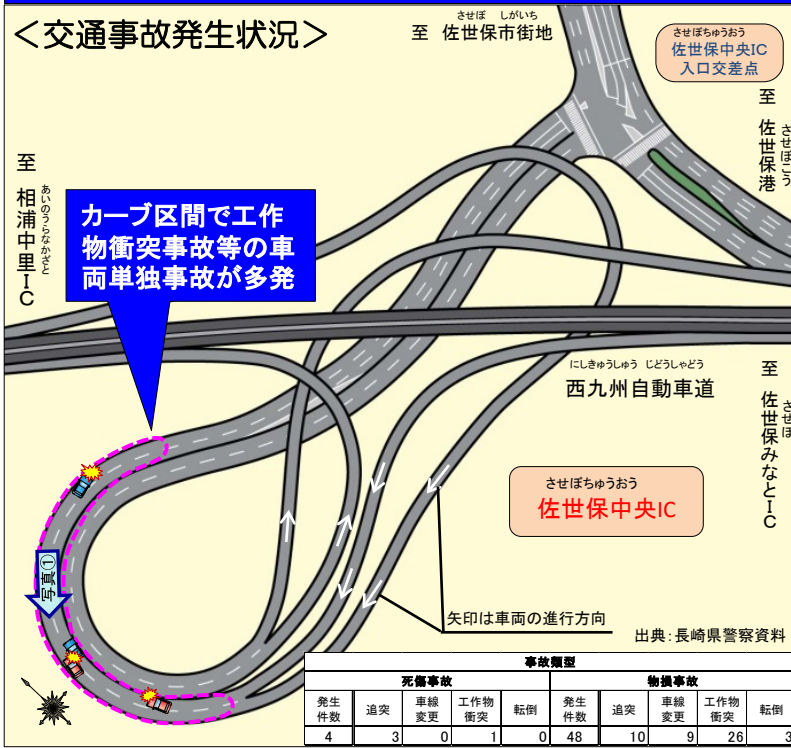 <交通事故発生状況>
させぼ しがいち
至 佐世保市街地
させぼちゅうおう
佐世保中央IC
入口交差点
至 佐世保港
させぼこう
至 相浦中里IC
あいのうらなかざと
カーブ区間で工作
物衝突事故等の車
両単独事故が多発
にしきゅうしゅう じどうしゃどう
西九州自動車道
至 佐世保みなとIC
させぼ
させぼちゅうおう
佐世保中央IC
写真①
矢印は車両の進行方向
出典:長崎県警察資料
事故類型
死傷事故 物損事故
発生件数 追突 車線変更 工作物衝突 転倒 発生件数 追突 車線変更 工作物衝突 転倒
4 3 0 1 0 48 10 9 26 3